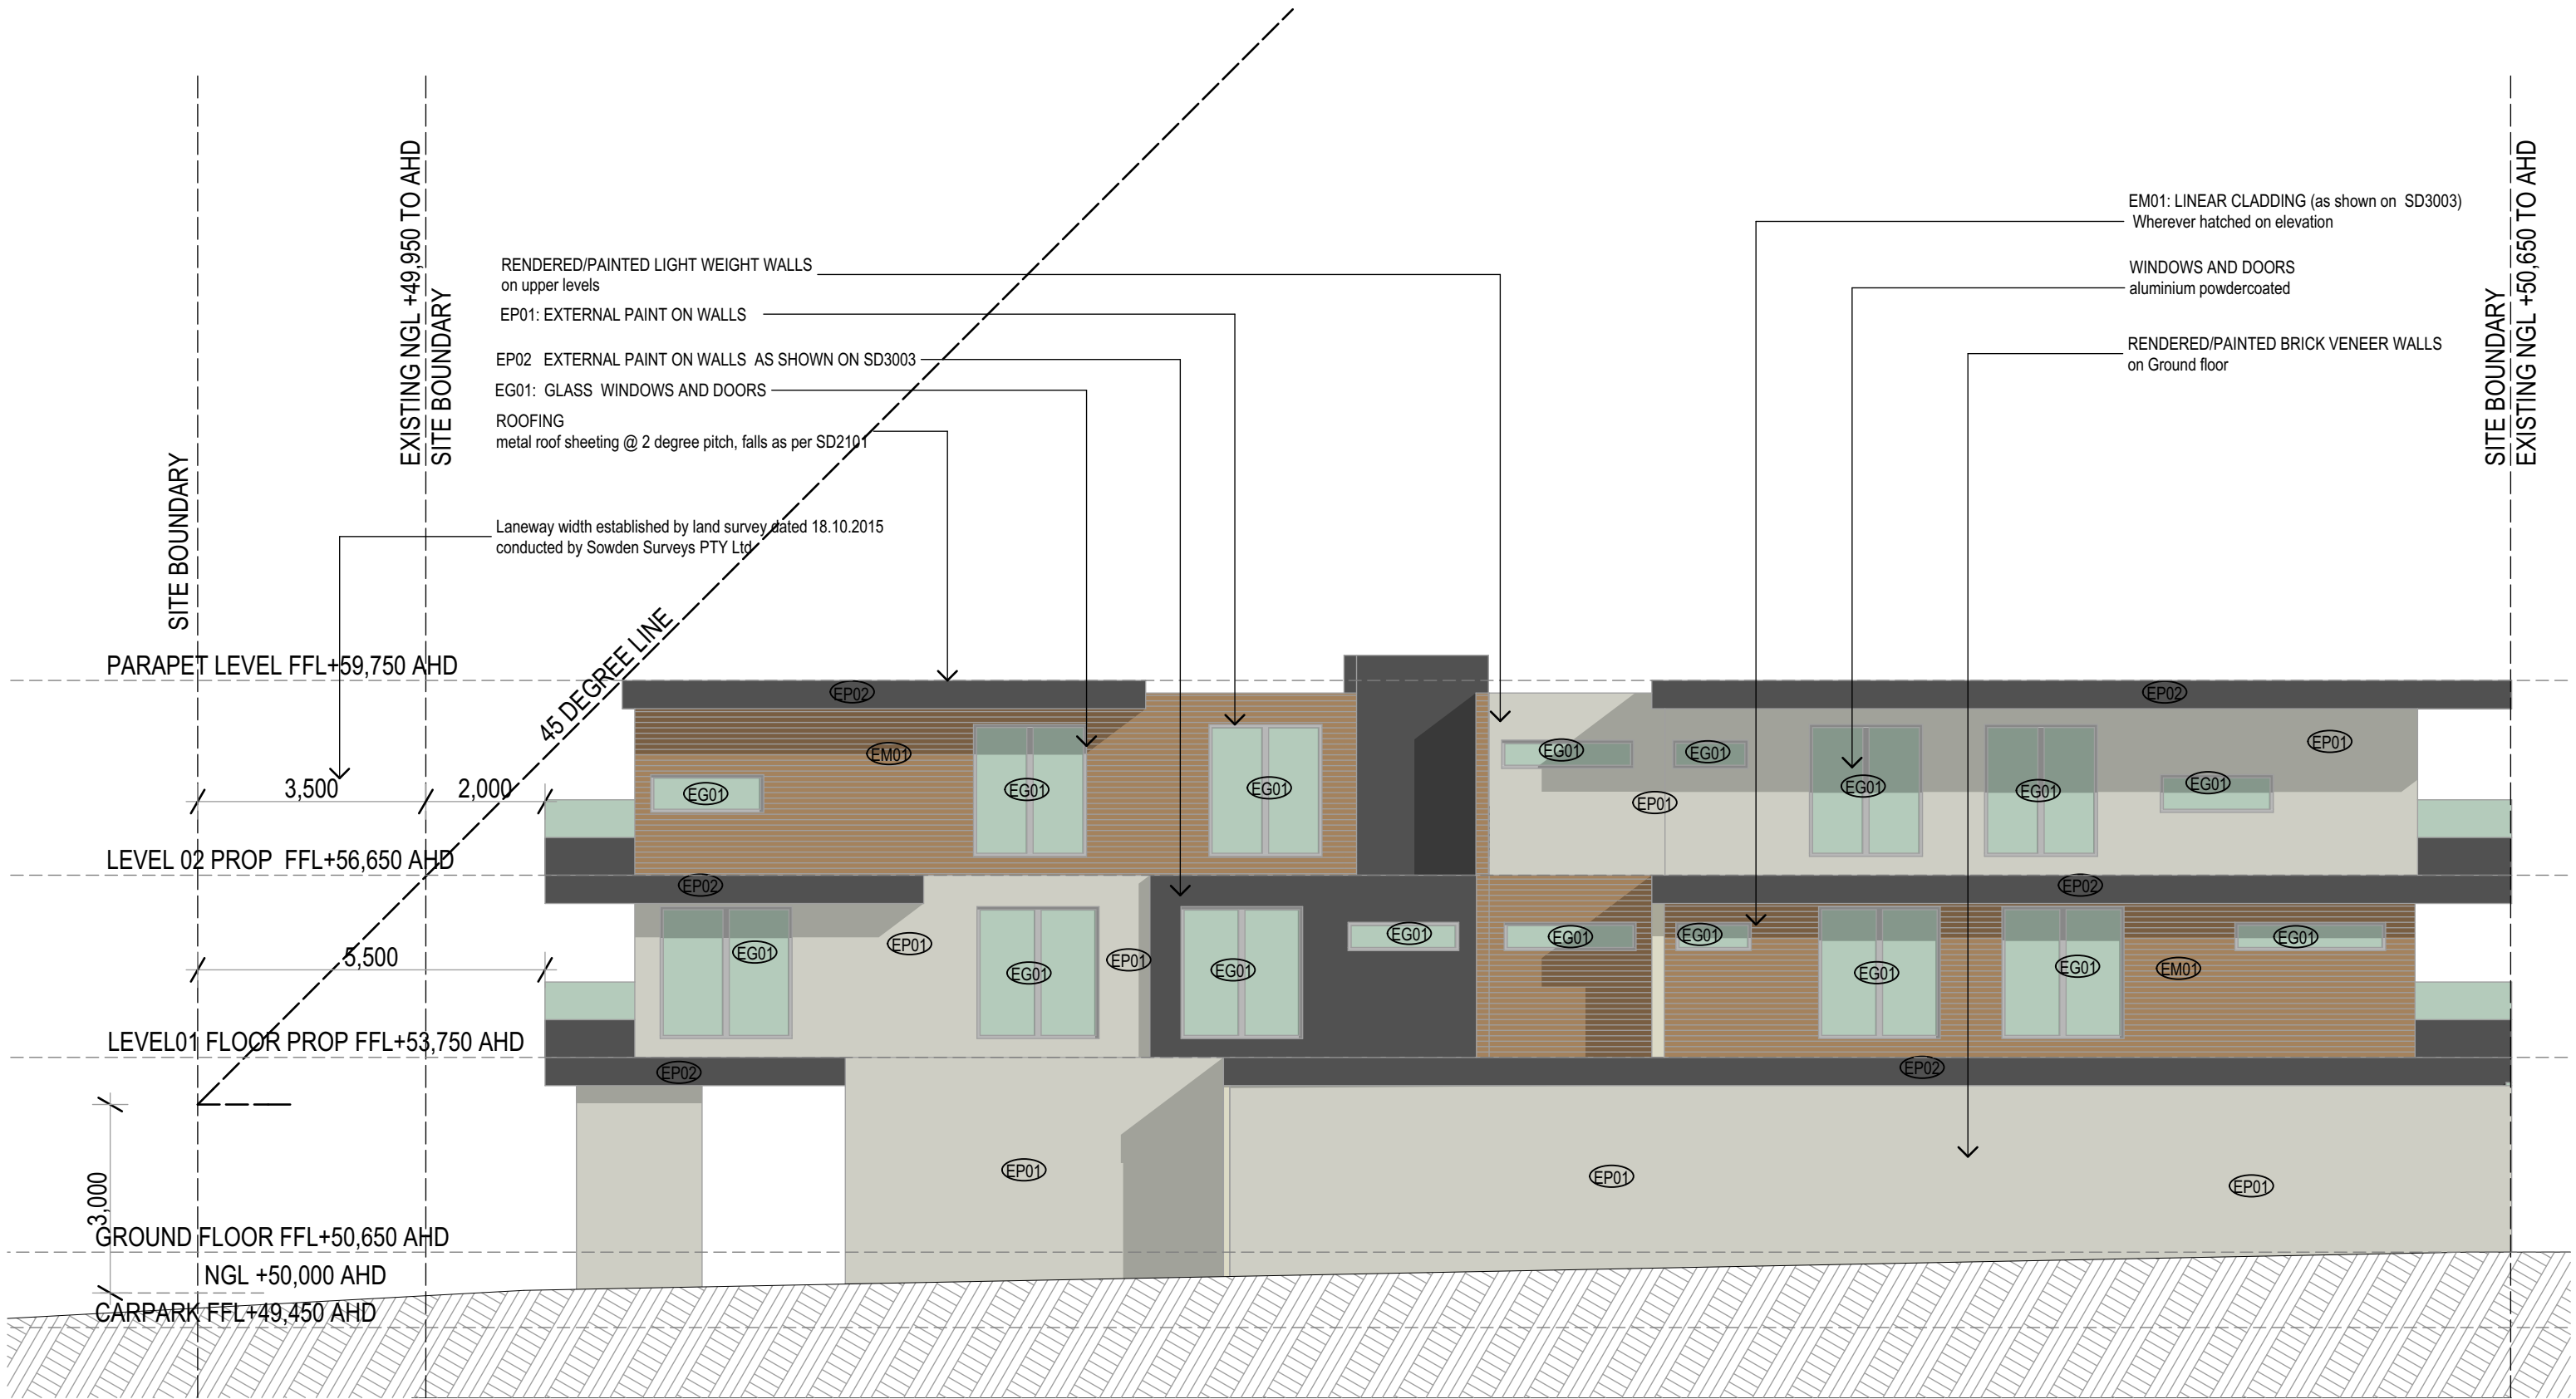 EXISTING NGL +49,950 TO AHD
SITE BOUNDARY
SITE BOUNDARY
SITE BOUNDARY
EXISTING NGL +50,650 TO AHD
EM01: LINEAR CLADDING (as shown on SD3003)
Wherever hatched on elevation
WINDOWS AND DOORS
aluminium powdercoated
RENDERED/PAINTED BRICK VENEER WALLS
on Ground floor
RENDERED/PAINTED LIGHT WEIGHT WALLS
on upper levels
EP01: EXTERNAL PAINT ON WALLS
EP02 EXTERNAL PAINT ON WALLS AS SHOWN ON SD3003
EG01: GLASS WINDOWS AND DOORS
ROOFING
metal roof sheeting @ 2 degree pitch, falls as per SD2101
Laneway width established by land survey dated 18.10.2015
conducted by Sowden Surveys PTY Ltd
45 DEGREE LINE
PARAPET LEVEL FFL+59,750 AHD
EP02
EP02
EM01
EP01
EG01
EG01
EG01
EG01
EG01
EG01
EG01
EG01
EP01
3,500
2,000
LEVEL 02 PROP FFL+56,650 AHD
EP02
EP02
EG01
EP01
EG01
EP01
EG01
EG01
EG01
EG01
EG01
EG01
EM01
EG01
5,500
LEVEL01 FLOOR PROP FFL+53,750 AHD
EP02
EP02
EP01
EP01
EP01
3,000
GROUND FLOOR FFL+50,650 AHD
NGL +50,000 AHD
CARPARK FFL+49,450 AHD